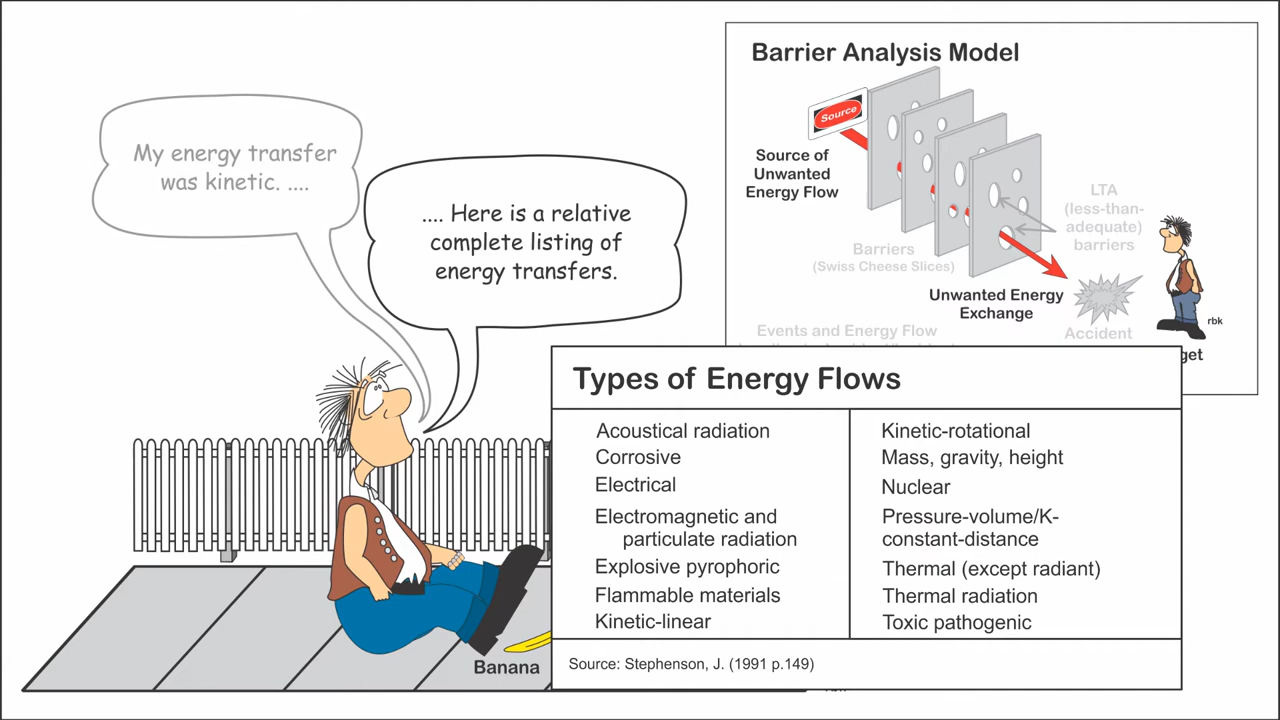 My energy transfer
was kinetic. ....
.... Here is a relative
complete listing of
energy transfers.
Barrier Analysis Model
Source
Source of
Unwanted
Energy Flow
LTA
(less-than-
adequate)
barriers
Barriers
(Swiss Cheese Slices)
Unwanted Energy
Exchange
Accident
rbk
Events and Energy Flow
get
Types of Energy Flows
Acoustical radiation
Corrosive
Electrical
Electromagnetic and
particulate radiation
Explosive pyrophoric
Flammable materials
Kinetic-linear
Kinetic-rotational
Mass, gravity, height
Nuclear
Pressure-volume/K-
constant-distance
Thermal (except radiant)
Thermal radiation
Toxic pathogenic
Source: Stephenson, J. (1991 p.149)
Banana